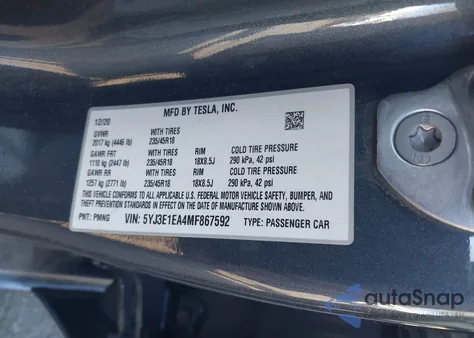 MFD BY TESLA, INC.
12/20
GVWR WITH TIRES
2017 kg (4446 lb) 235/45R18
GAWR FRT WITH TIRES RIM COLD TIRE PRESSURE
1110 kg (2447 lb) 235/45R18 18X8.5J 290 kPa, 42 psi
GAWR RR WITH TIRES RIM COLD TIRE PRESSURE
1257 kg (2771 lb) 235/45R18 18X8.5J 290 kPa, 42 psi
THIS VEHICLE CONFORMS TO ALL APPLICABLE U.S. FEDERAL MOTOR VEHICLE SAFETY, BUMPER, AND
THEFT PREVENTION STANDARDS IN EFFECT ON THE DATE OF MANUFACTURE SHOWN ABOVE.
PNT: PMNG VIN: 5YJ3E1EA4MF867592 TYPE: PASSENGER CAR
autoSnap